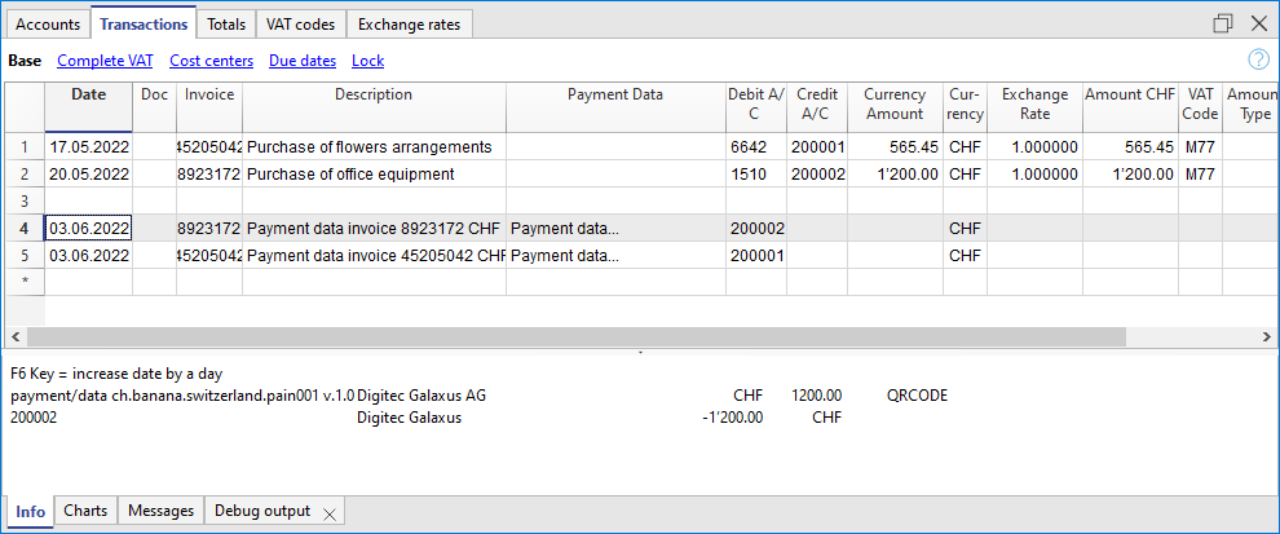 Accounts Transactions Totals VAT codes Exchange rates
Base Complete VAT Cost centers Due dates Lock ?
Date Doc Invoice Description Payment Data Debit A/C Credit A/C Currency Amount Cur-rency Exchange Rate Amount CHF VAT Code Amoun Type
1 17.05.2022 45205042 Purchase of flowers arrangements 6642 200001 565.45 CHF 1.000000 565.45 M77
2 20.05.2022 8923172 Purchase of office equipment 1510 200002 1'200.00 CHF 1.000000 1'200.00 M77
3
4 03.06.2022 8923172 Payment data invoice 8923172 CHF Payment data... 200002 CHF
5 03.06.2022 45205042 Payment data invoice 45205042 CHF Payment data... 200001 CHF
*
F6 Key = increase date by a day
payment/data ch.banana.switzerland.pain001 v.1.0 Digitec Galaxus AG CHF 1200.00 QRCODE
200002 Digitec Galaxus -1'200.00 CHF
Info Charts Messages Debug output